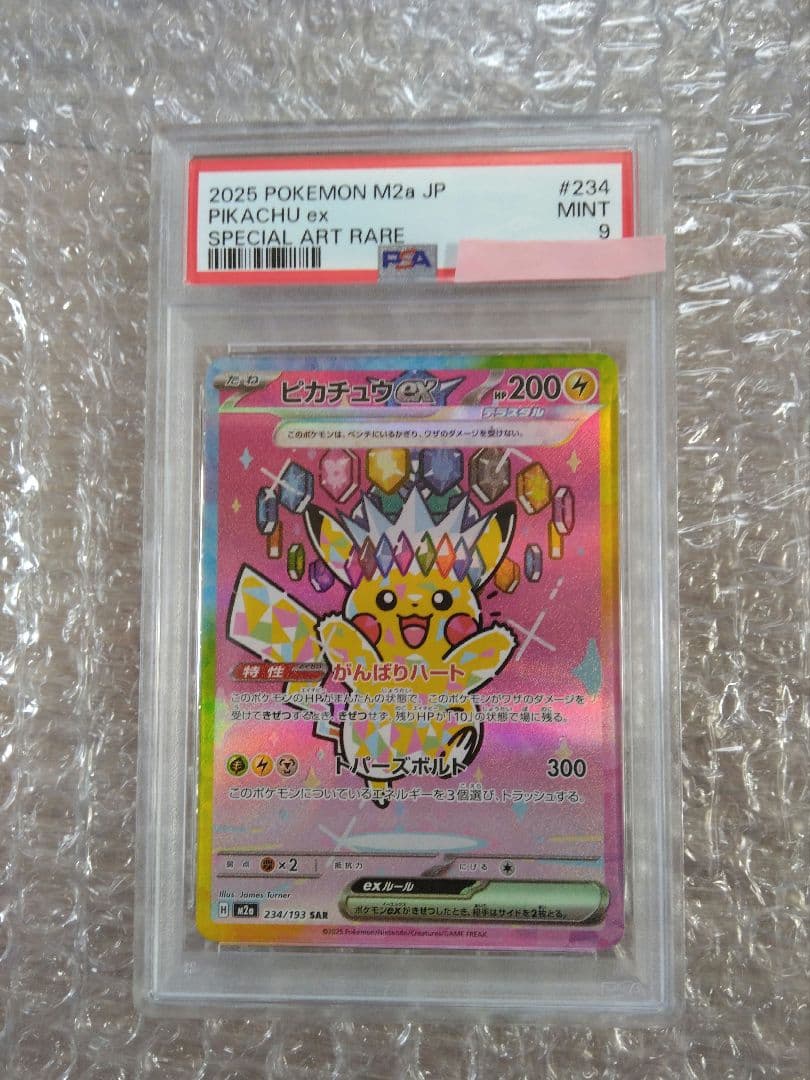 2025 POKEMON M2a JP #234
PIKACHU ex MINT
SPECIAL ART RARE 9
PSA
たね ピカチュウex HP200
テラスタル
このポケモンは、ベンチにいるかぎり、ワザのダメージを受けない。
特性 がんばりハート
このポケモンのHPがまんたんの状態で、このポケモンがワザのダメージを
受けてきぜつするとき、きぜつせず、残りHPが「10」の状態で場に残る。
トパーズボルト 300
このポケモンについているエネルギーを3個選び、トラッシュする。
弱点 ×2 抵抗力 にげる
exルール
ポケモンexがきぜつしたとき、相手はサイドを2枚とる。
Illus. James Turner
H M2a 234/193 SAR
©2025 Pokémon/Nintendo/Creatures/GAME FREAK